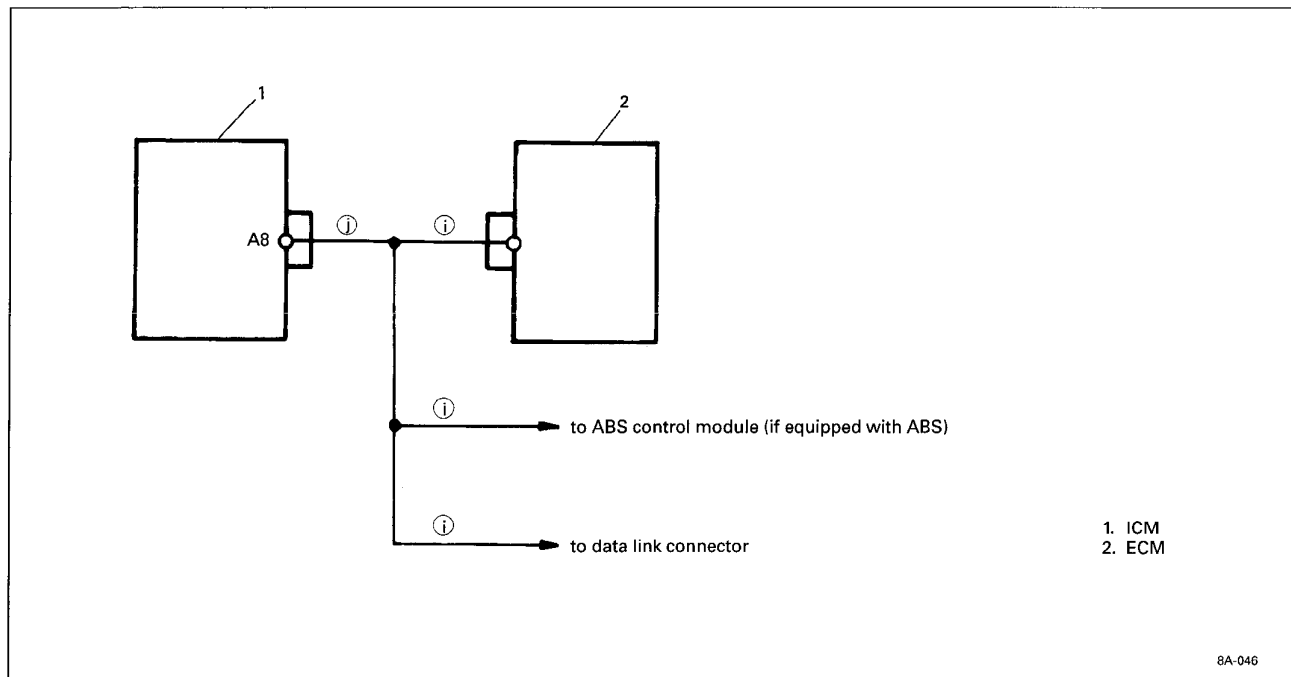 1
2
A8
ⓙ
ⓘ
ⓘ
to ABS control module (if equipped with ABS)
ⓘ
to data link connector
1. ICM
2. ECM
8A-046